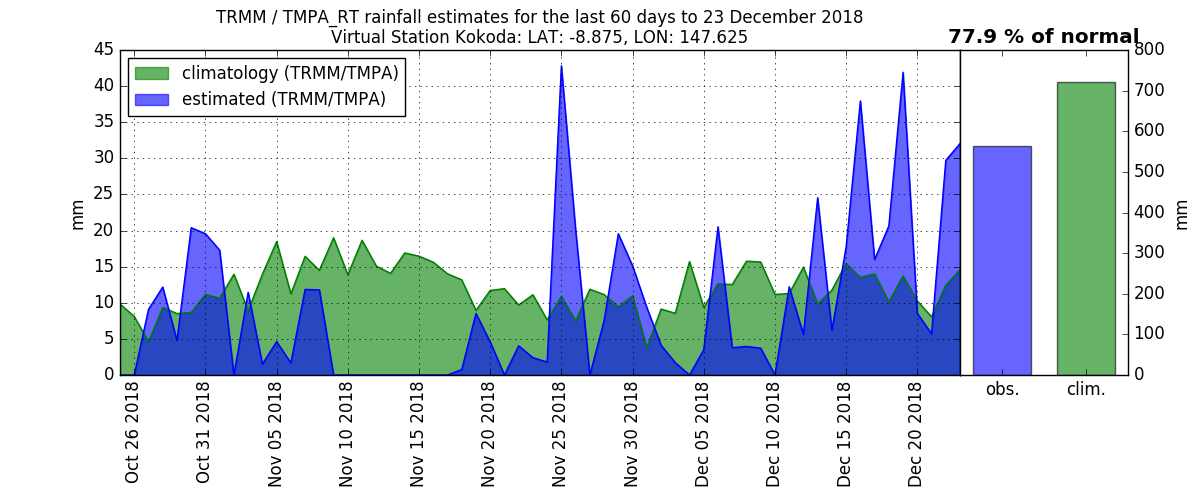 TRMM / TMPA_RT rainfall estimates for the last 60 days to 23 December 2018
Virtual Station Kokoda: LAT: -8.875, LON: 147.625
77.9 % of normal
climatology (TRMM/TMPA)
estimated (TRMM/TMPA)
45
40
35
30
25
20
15
10
5
0
mm
Oct 26 2018
Oct 31 2018
Nov 05 2018
Nov 10 2018
Nov 15 2018
Nov 20 2018
Nov 25 2018
Nov 30 2018
Dec 05 2018
Dec 10 2018
Dec 15 2018
Dec 20 2018
800
700
600
500
400
300
200
100
0
mm
obs.
clim.